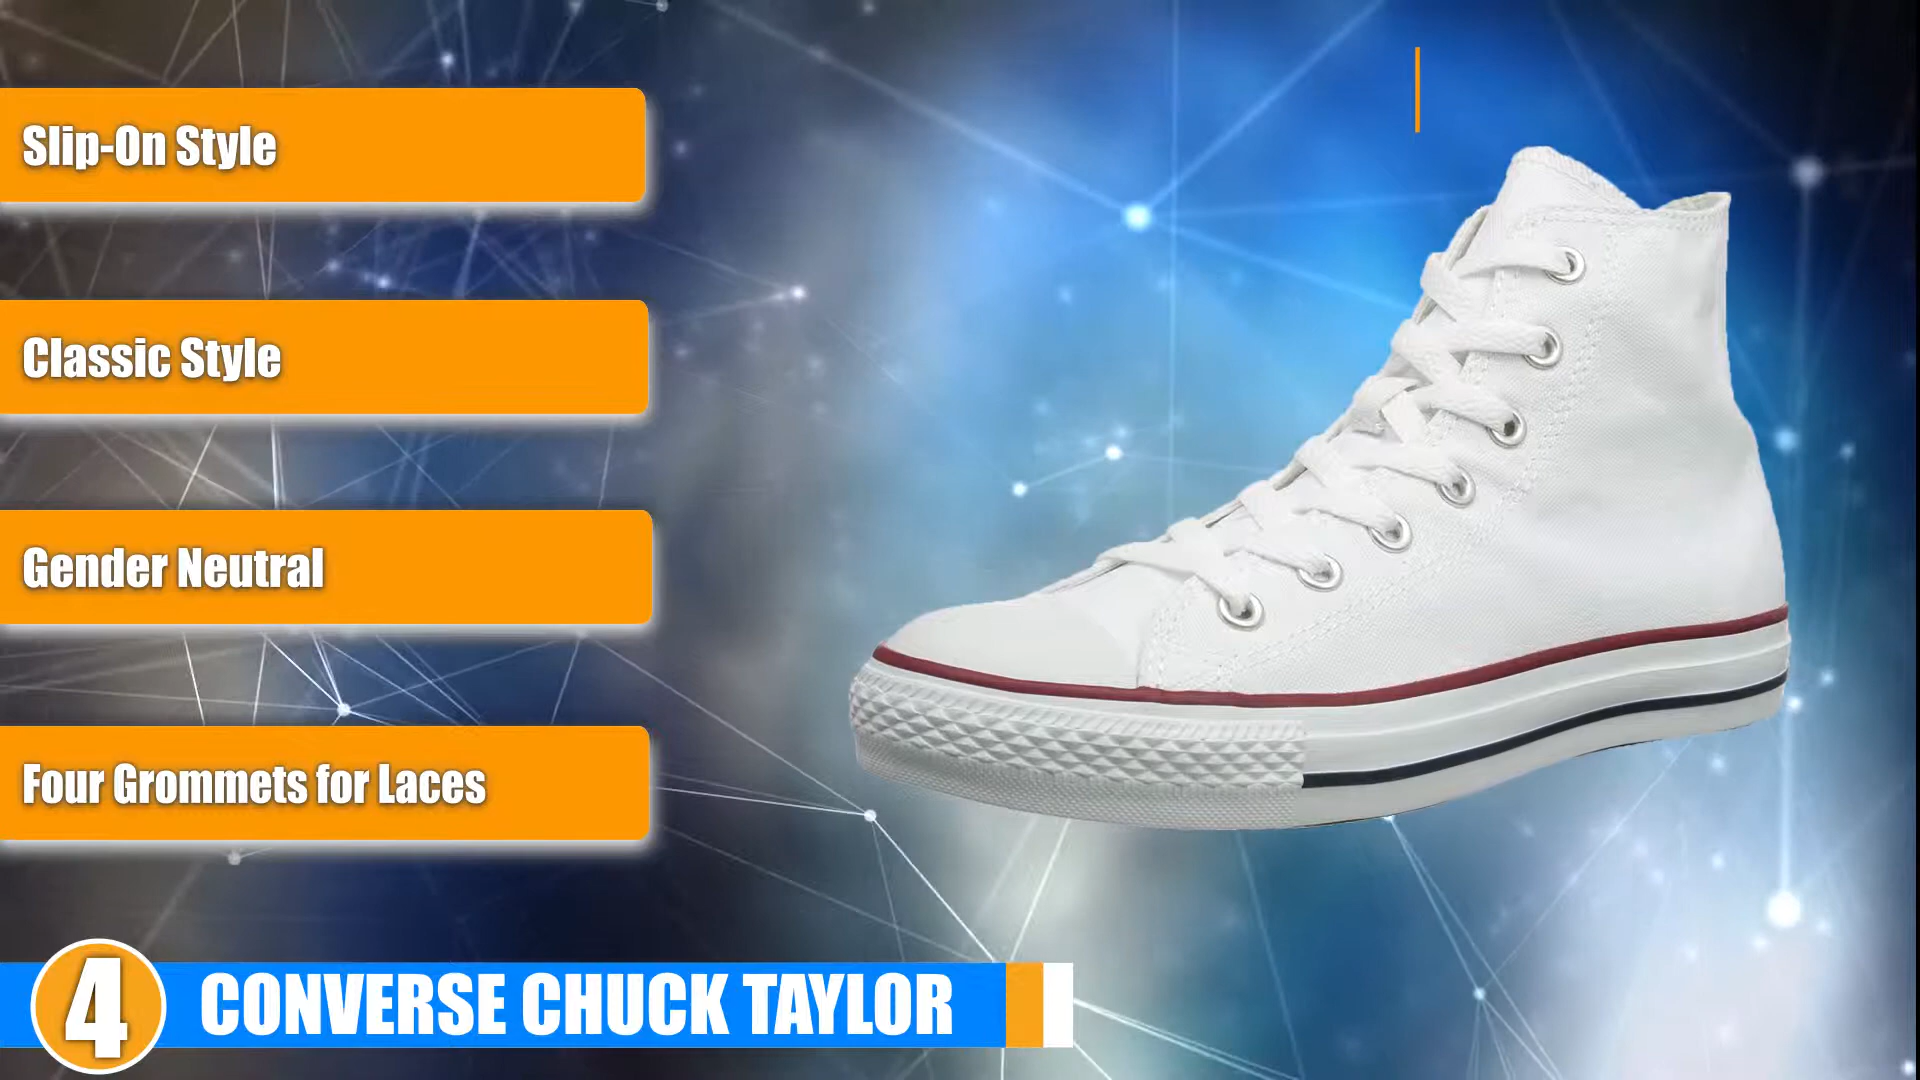 Slip-On Style
Classic Style
Gender Neutral
Four Grommets for Laces
4 CONVERSE CHUCK TAYLOR